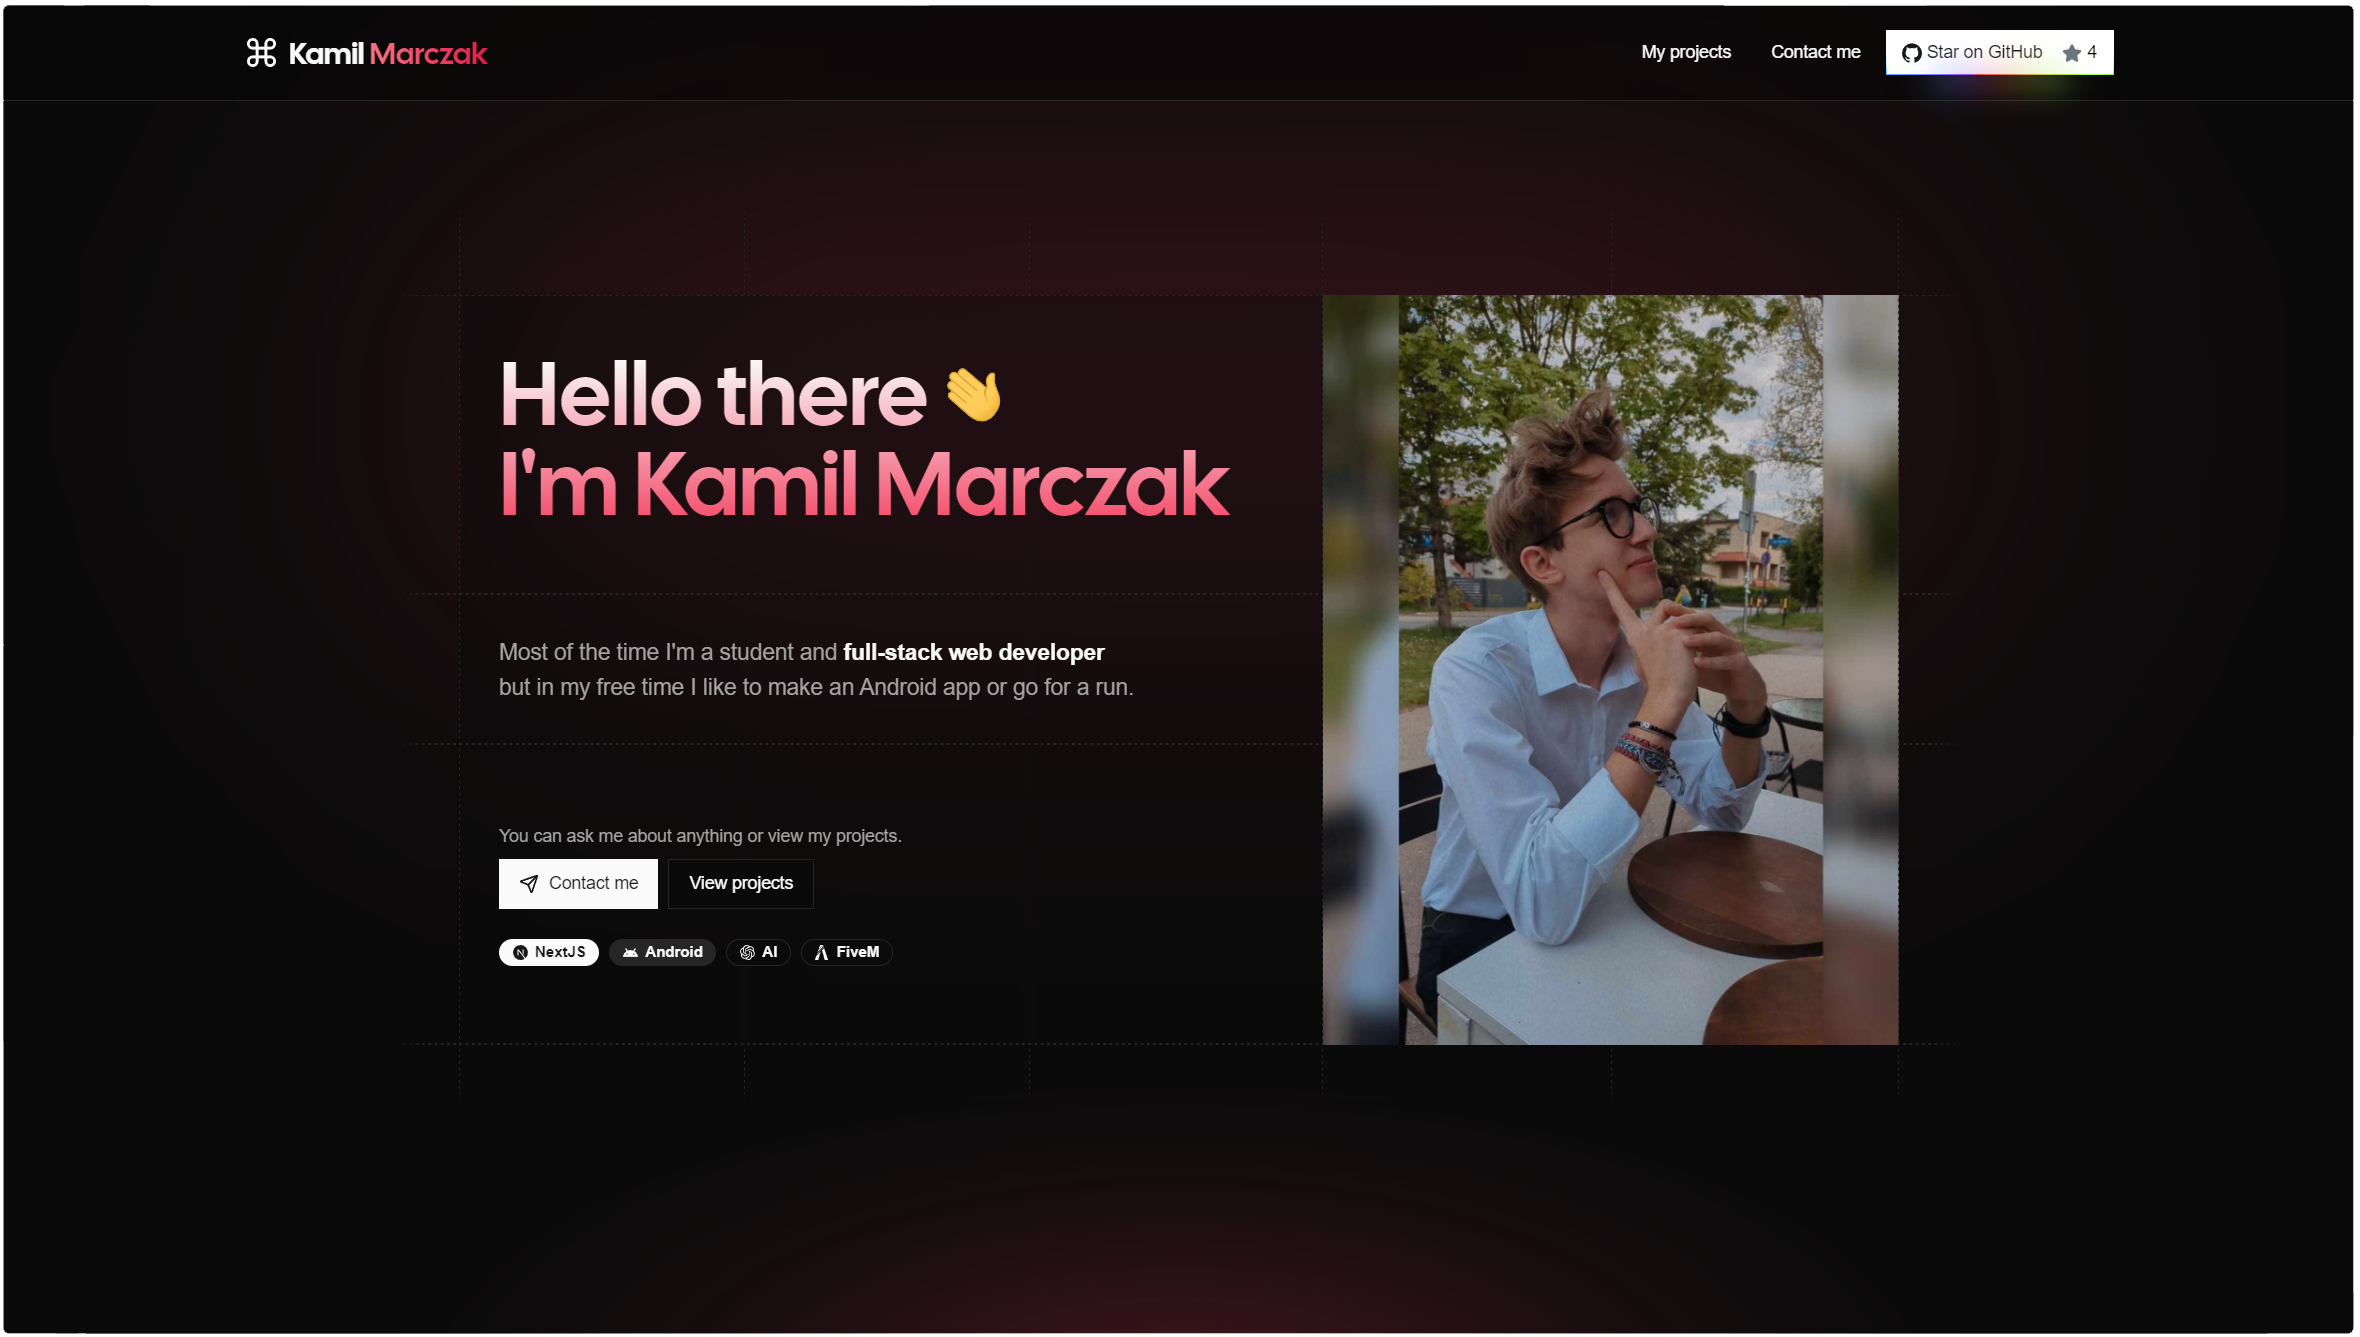 Kamil Marczak
My projects
Contact me
Star on GitHub 4
Hello there 👋
I'm Kamil Marczak
Most of the time I'm a student and full-stack web developer
but in my free time I like to make an Android app or go for a run.
You can ask me about anything or view my projects.
Contact me
View projects
NextJS
Android
AI
FiveM